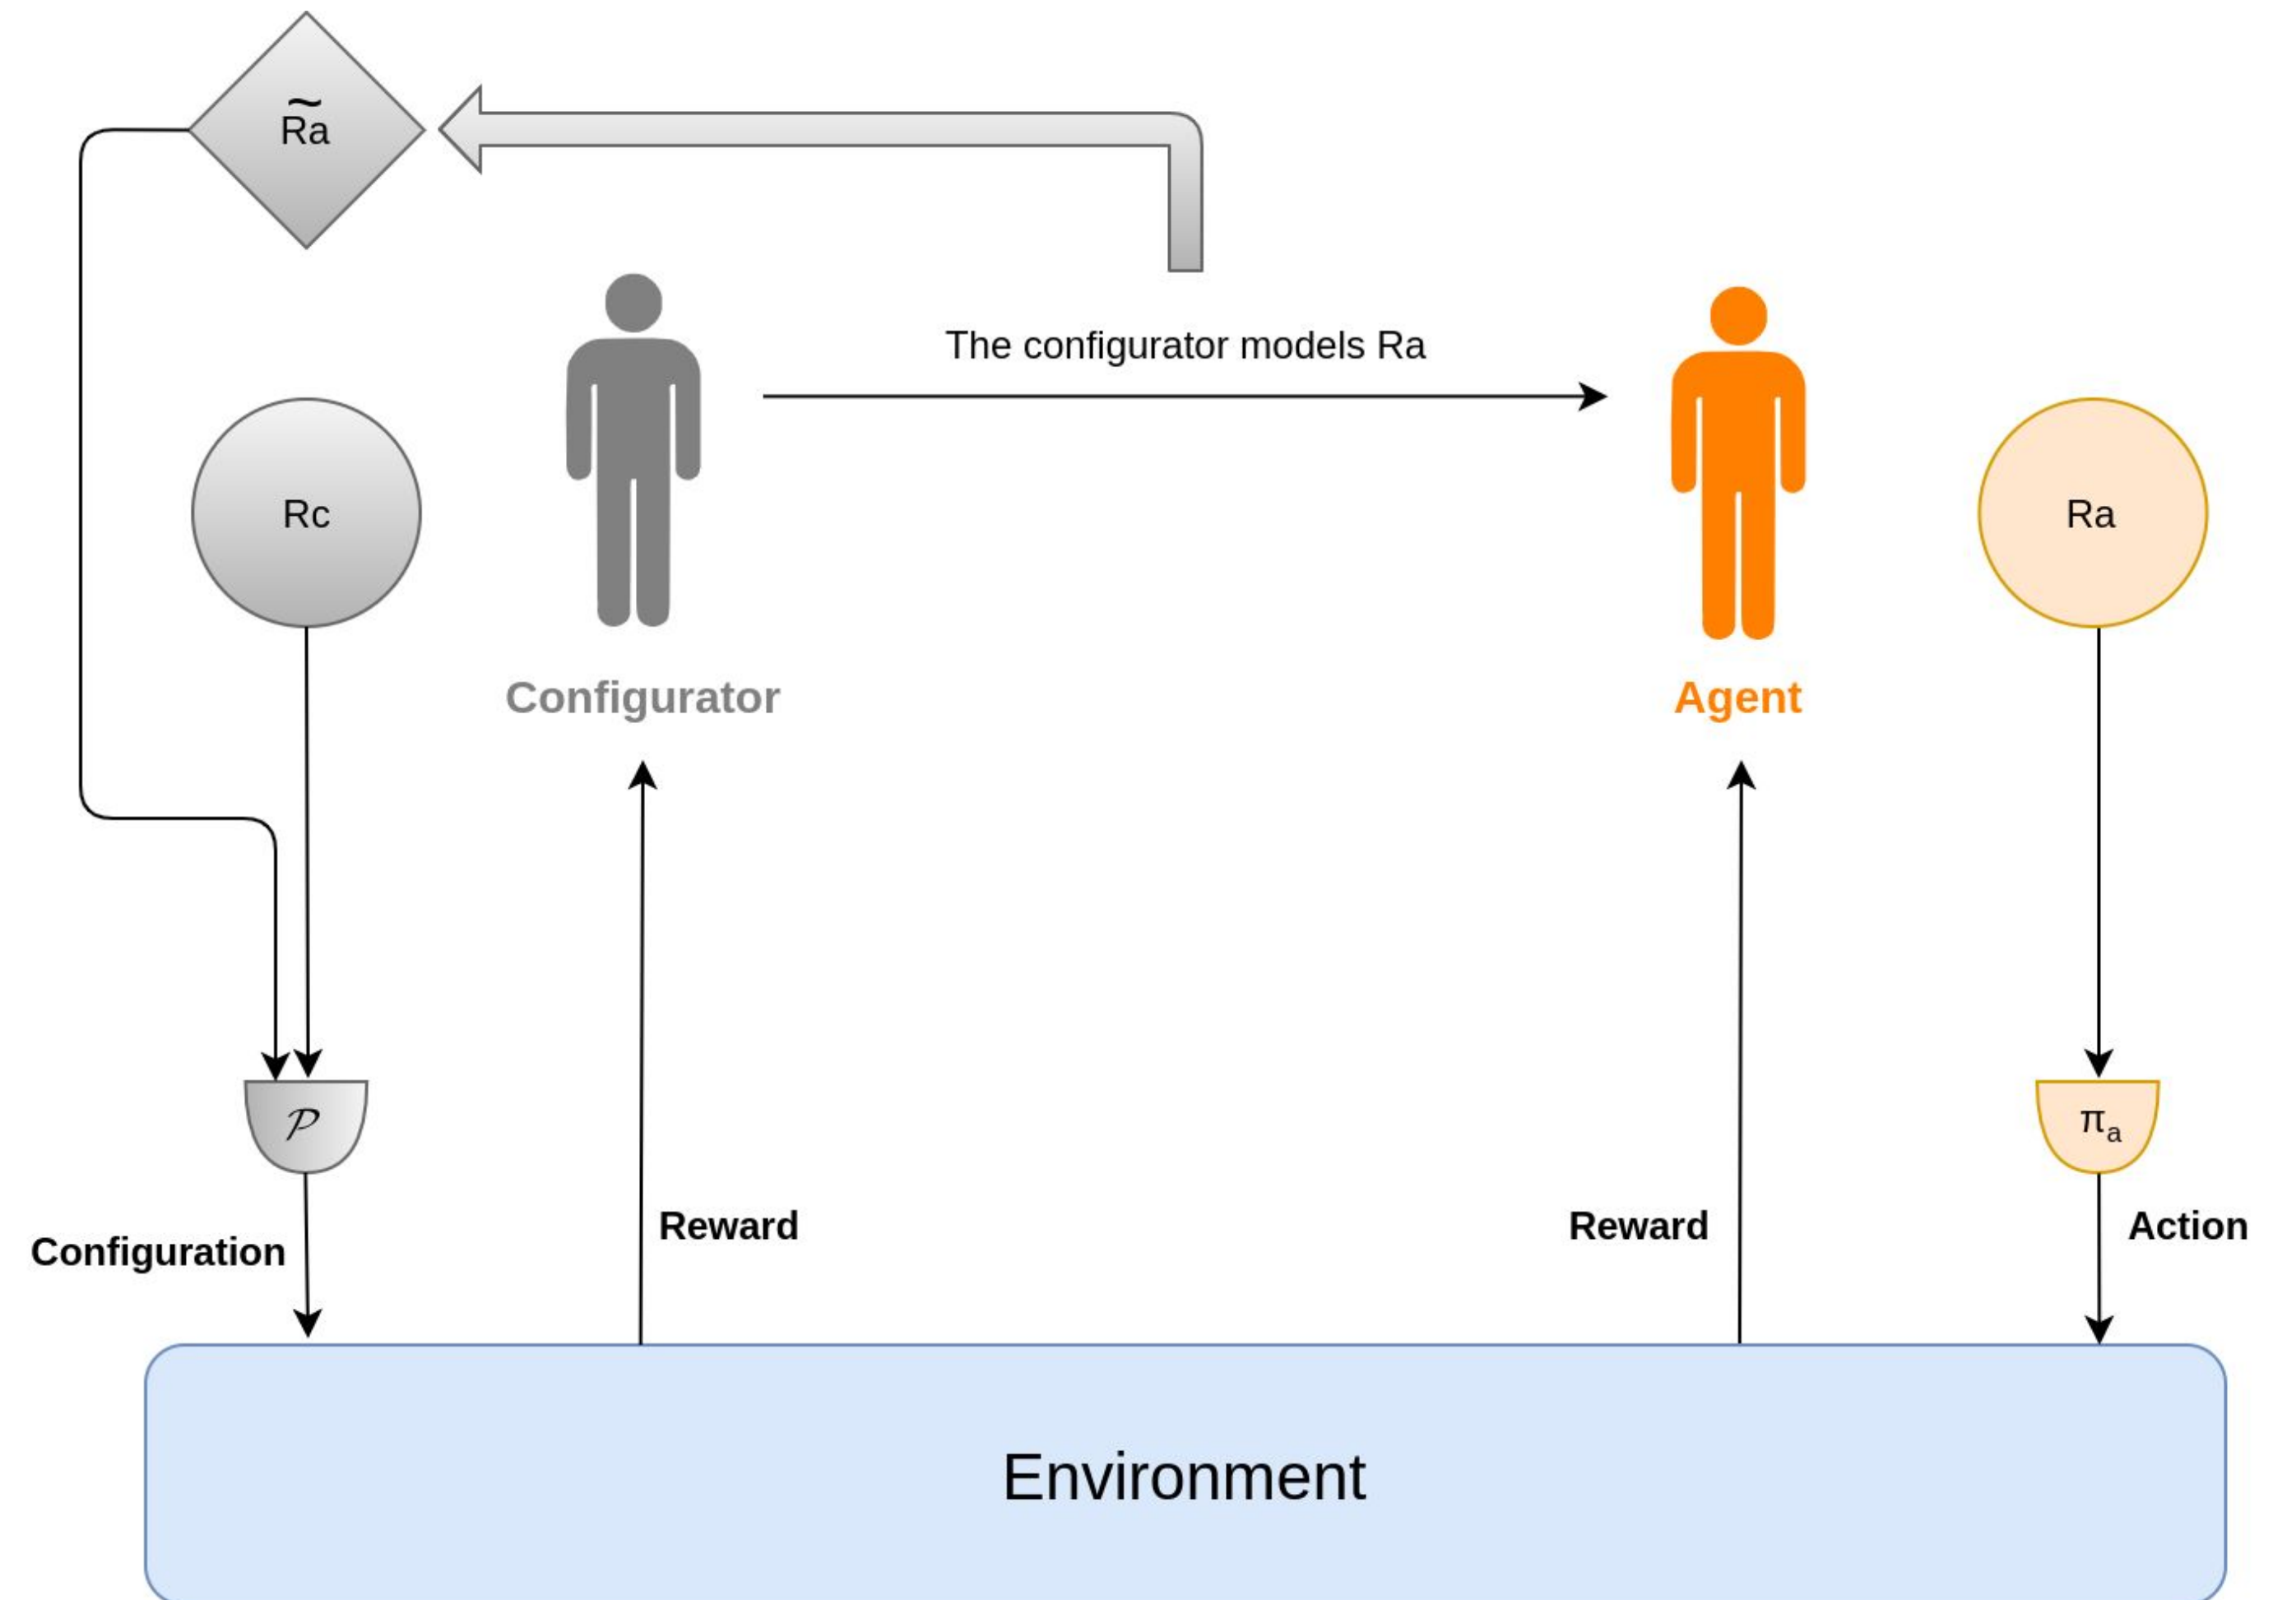 R̃a
The configurator models Ra
Rc
Ra
Configurator
Agent
𝒫
πₐ
Reward
Reward
Action
Configuration
Environment